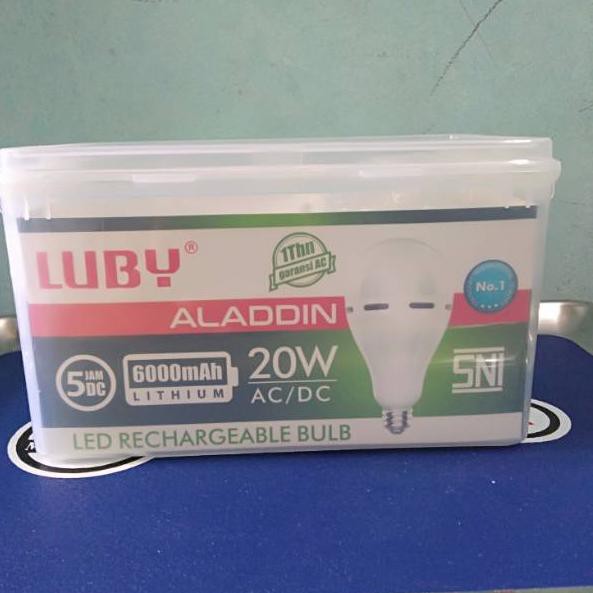 LUBY®
1Thn
garansi AC
No.1
ALADDIN
5 JAM DC
6000mAh
LITHIUM
20W
AC/DC
SNI
LED RECHARGEABLE BULB